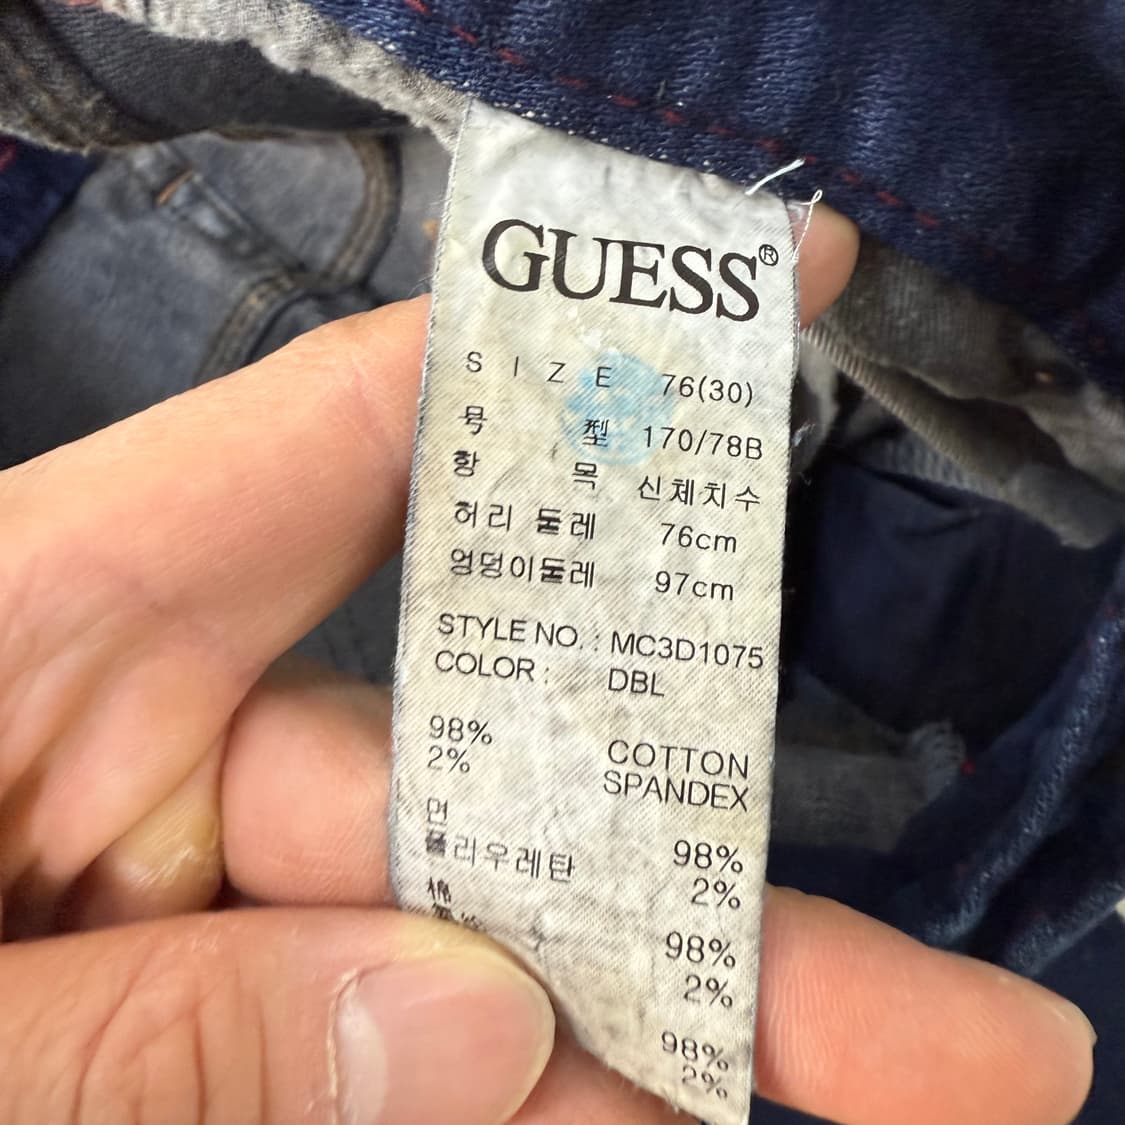 GUESS®
SIZE 76(30)
号型 170/78B
항목 신체치수
허리 둘레 76cm
엉덩이둘레 97cm
STYLE NO. : MC3D1075
COLOR : DBL
98% COTTON
2% SPANDEX
면 98%
폴리우레탄 2%
棉 98%
2%
98%
2%